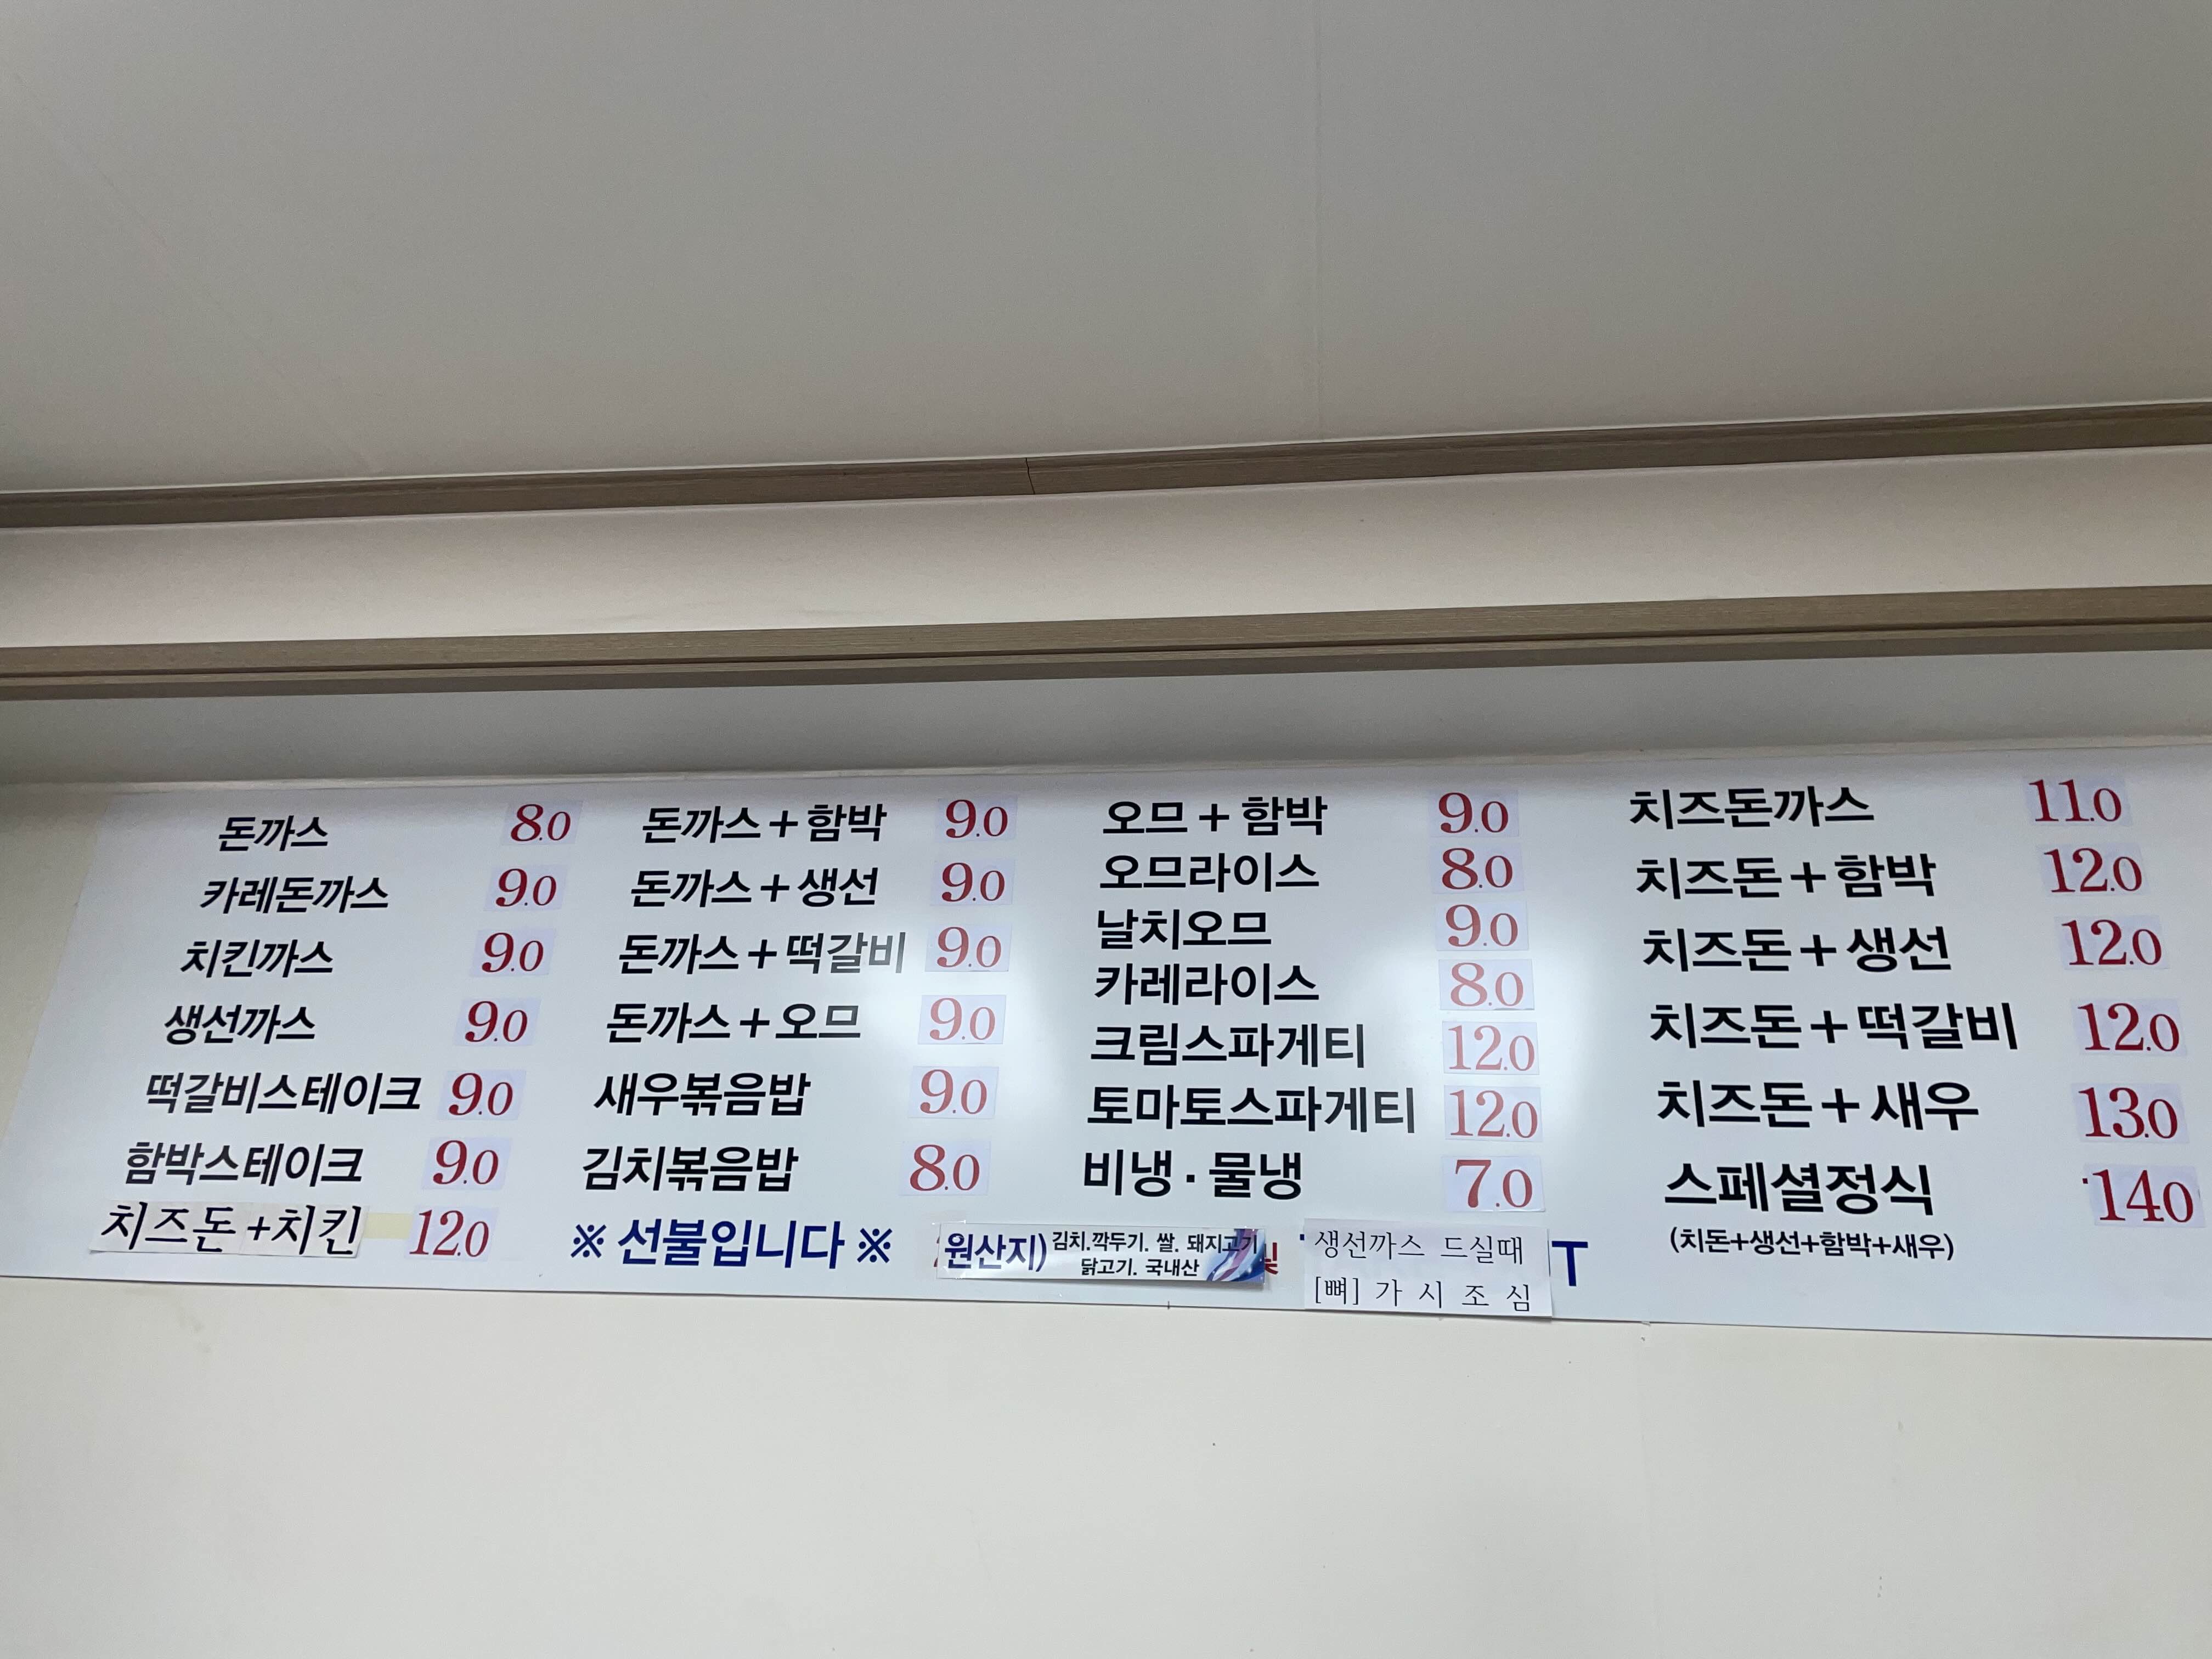 돈까스 8.0
카레돈까스 9.0
치킨까스 9.0
생선까스 9.0
떡갈비스테이크 9.0
함박스테이크 9.0
치즈돈+치킨 12.0
돈까스+함박 9.0
돈까스+생선 9.0
돈까스+떡갈비 9.0
돈까스+오므 9.0
새우볶음밥 9.0
김치볶음밥 8.0
※ 선불입니다 ※
오므+함박 9.0
오므라이스 8.0
날치오므 9.0
카레라이스 8.0
크림스파게티 12.0
토마토스파게티 12.0
비냉·물냉 7.0
원산지) 김치.깍두기. 쌀. 돼지고기
닭고기. 국내산
생선까스 드실때
[뼈] 가 시 조 심
T
치즈돈까스 11.0
치즈돈+함박 12.0
치즈돈+생선 12.0
치즈돈+떡갈비 12.0
치즈돈+새우 13.0
스페셜정식 14.0
(치돈+생선+함박+새우)